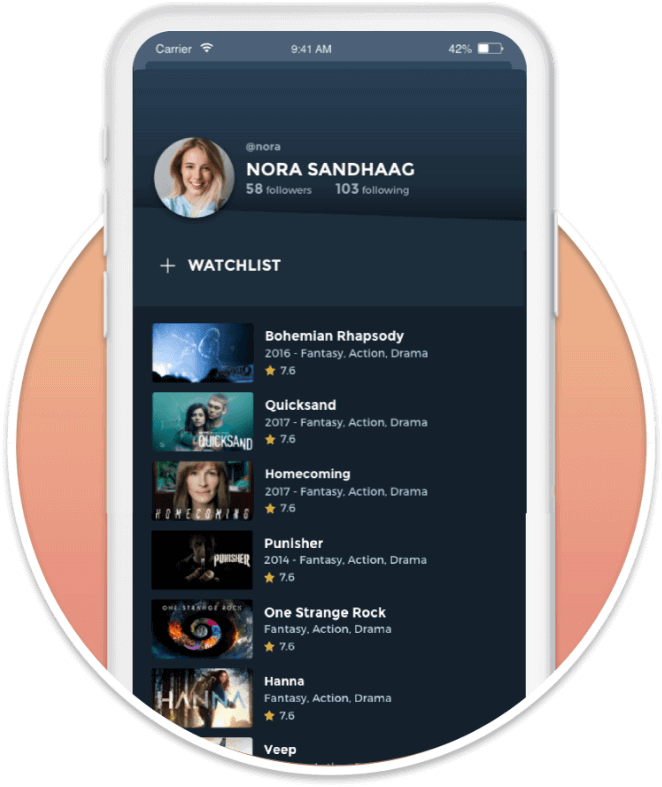 Carrier 9:41 AM 42%
@nora
NORA SANDHAAG
58 followers 103 following
+ WATCHLIST
Bohemian Rhapsody
2016 - Fantasy, Action, Drama
7.6
Quicksand
2017 - Fantasy, Action, Drama
7.6
QUICKSAND
Homecoming
2017 - Fantasy, Action, Drama
7.6
HOMECOMING
Punisher
2014 - Fantasy, Action, Drama
7.6
PUNISHER
ONE STRANGE ROCK
One Strange Rock
Fantasy, Action, Drama
7.6
Hanna
Fantasy, Action, Drama
7.6
HANNA
Veep